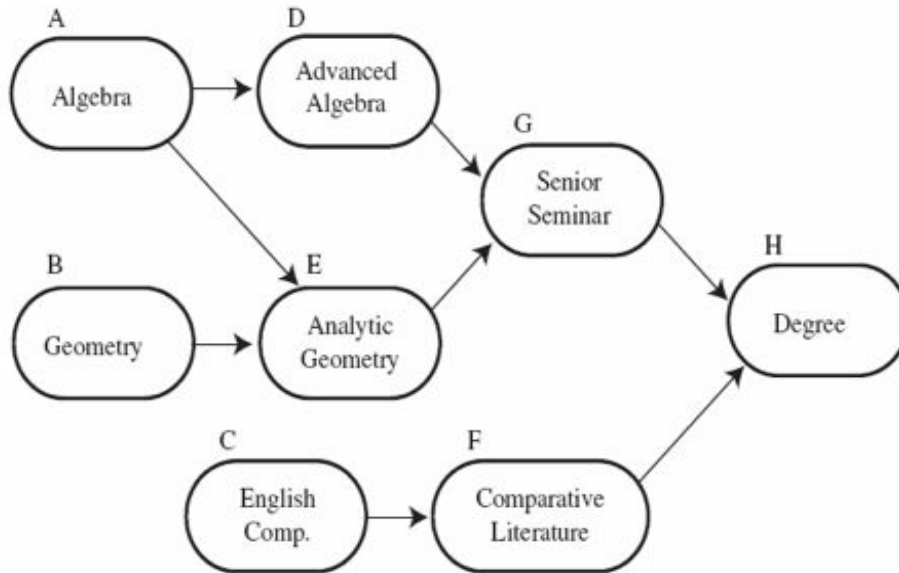 A
Algebra
D
Advanced
Algebra
G
Senior
Seminar
B
Geometry
E
Analytic
Geometry
H
Degree
C
English
Comp.
F
Comparative
Literature